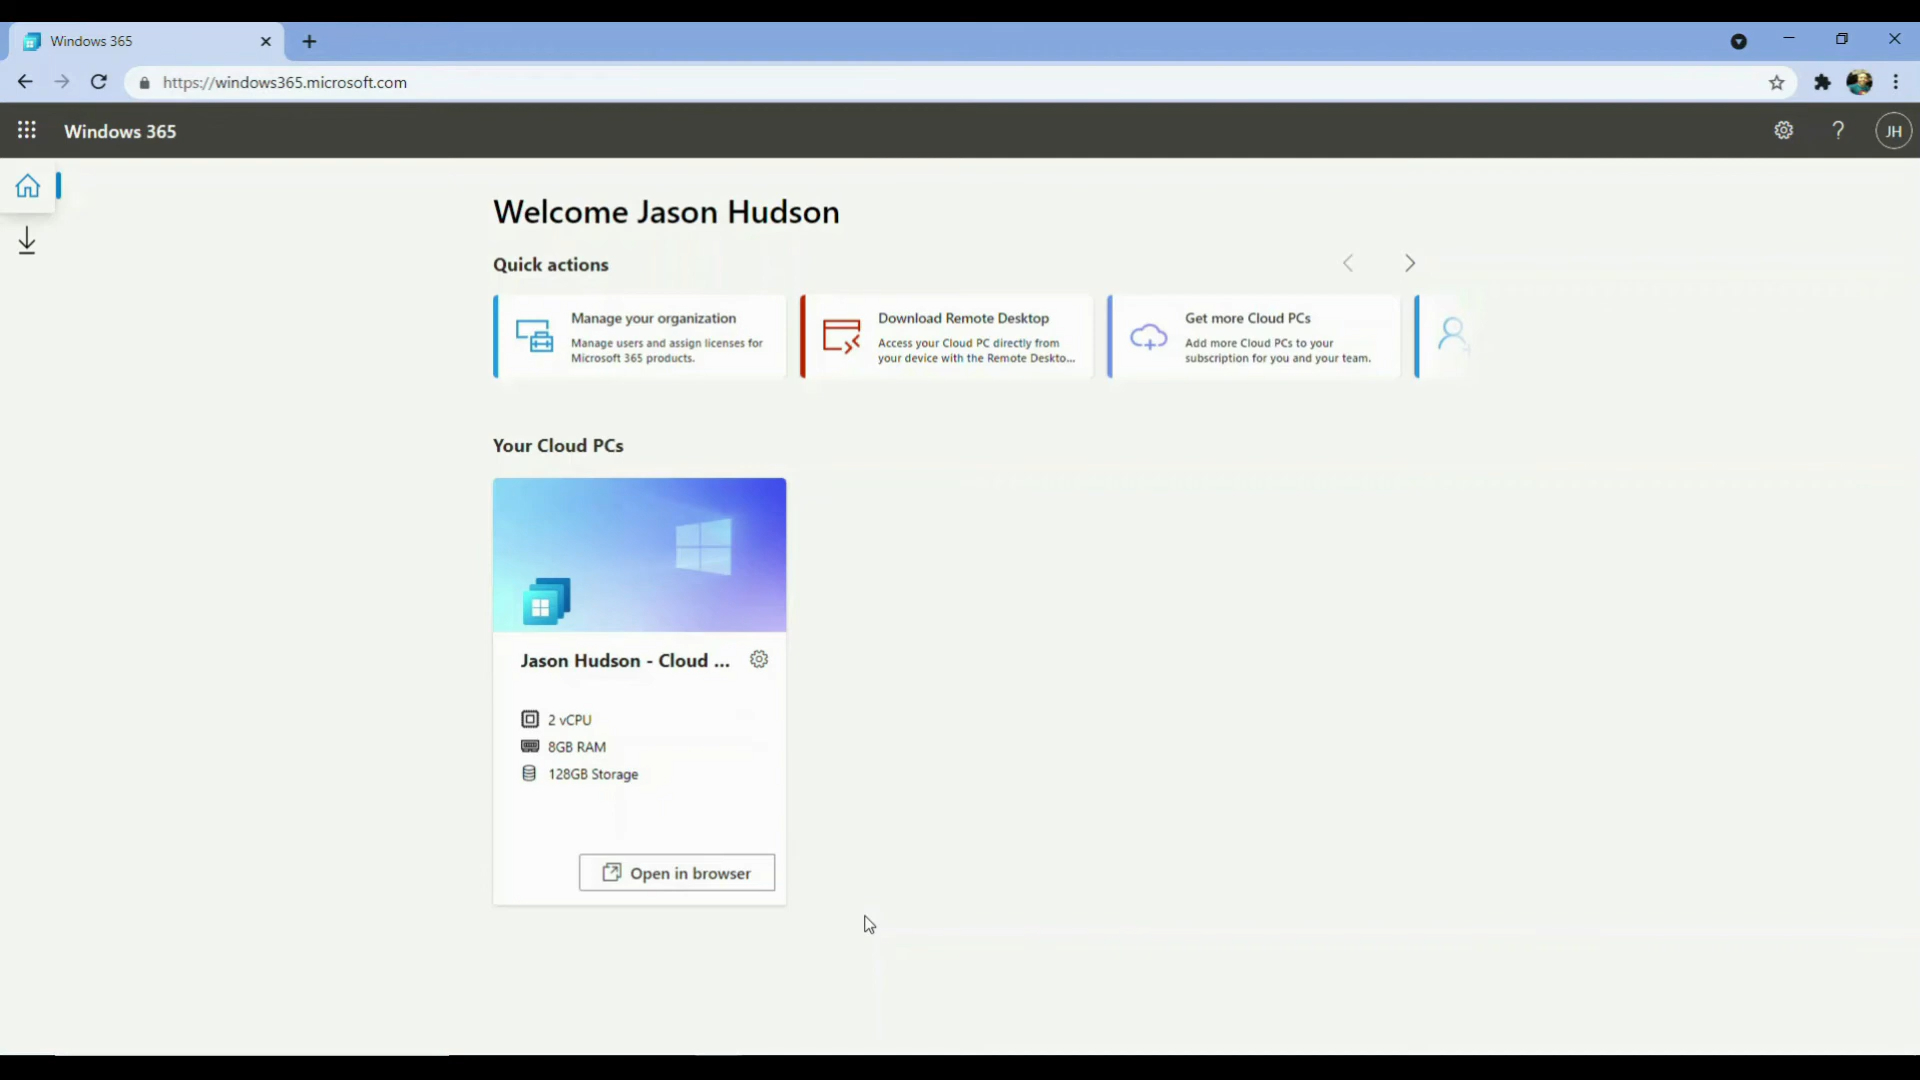 Windows 365
https://windows365.microsoft.com
Windows 365
?
JH
Welcome Jason Hudson
Quick actions
Manage your organization
Manage users and assign licenses for
Microsoft 365 products.
Download Remote Desktop
Access your Cloud PC directly from
your device with the Remote Deskto...
Get more Cloud PCs
Add more Cloud PCs to your
subscription for you and your team.
Your Cloud PCs
Jason Hudson - Cloud ...
2 vCPU
8GB RAM
128GB Storage
Open in browser